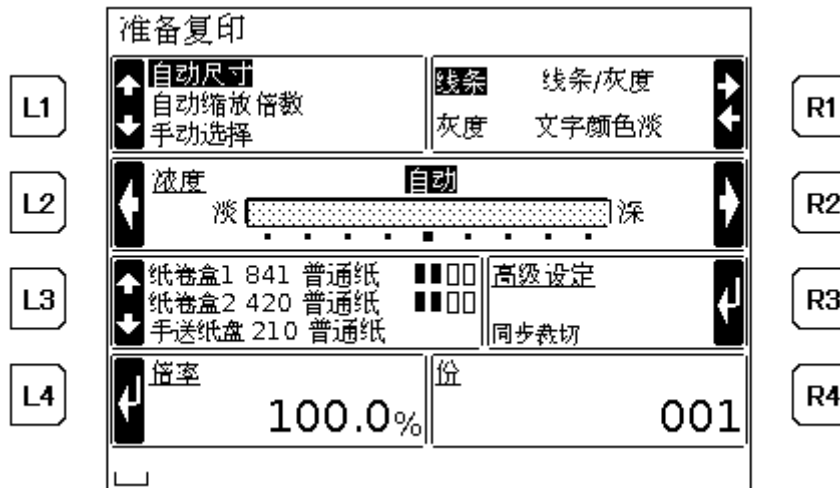 准备复印
L1
自动尺寸
自动缩放倍数
手动选择
线条 线条/灰度
灰度 文字颜色淡
R1
L2
浓度 自动
淡 深
R2
L3
纸卷盒1 841 普通纸
纸卷盒2 420 普通纸
手送纸盘 210 普通纸
高级设定
同步裁切
R3
L4
倍率
100.0%
份
001
R4